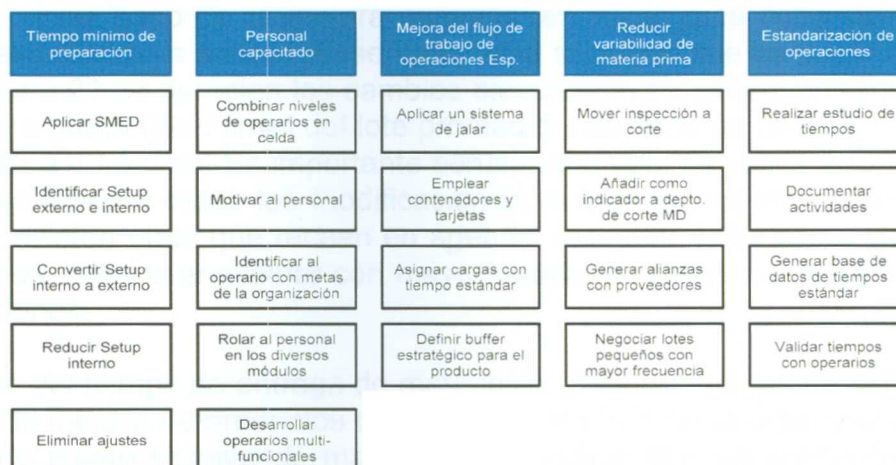 Tiempo mínimo de
preparación
Aplicar SMED
Identificar Setup
externo e interno
Convertir Setup
interno a externo
Reducir Setup
interno
Eliminar ajustes
Personal
capacitado
Combinar niveles
de operarios en
celda
Motivar al personal
Identificar al
operario con metas
de la organización
Rolar al personal
en los diversos
módulos
Desarrollar
operarios multi-
funcionales
Mejora del flujo de
trabajo de
operaciones Esp.
Aplicar un sistema
de jalar
Emplear
contenedores y
tarjetas
Asignar cargas con
tiempo estándar
Definir buffer
estratégico para el
producto
Reducir
variabilidad de
materia prima
Mover inspección a
corte
Añadir como
indicador a depto.
de corte MD
Generar alianzas
con proveedores
Negociar lotes
pequeños con
mayor frecuencia
Estandarización de
operaciones
Realizar estudio de
tiempos
Documentar
actividades
Generar base de
datos de tiempos
estándar
Validar tiempos
con operarios